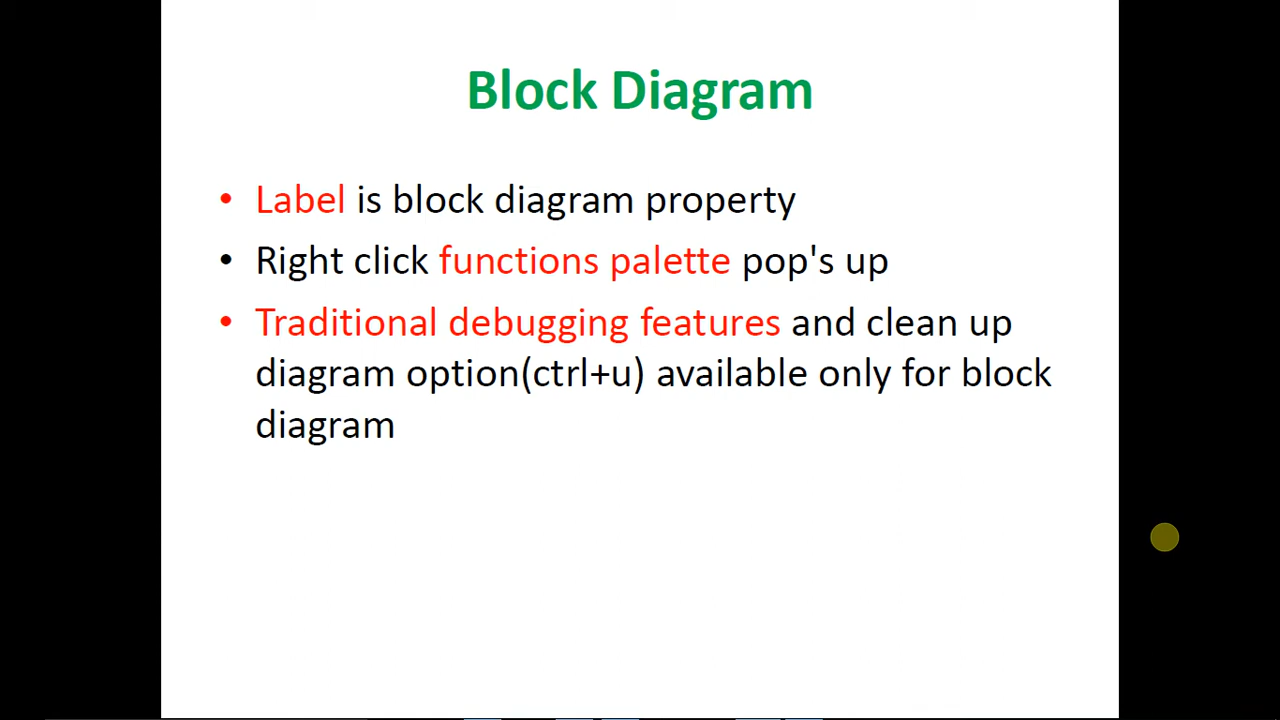 Block Diagram
• Label is block diagram property
• Right click functions palette pop's up
• Traditional debugging features and clean up
diagram option(ctrl+u) available only for block
diagram